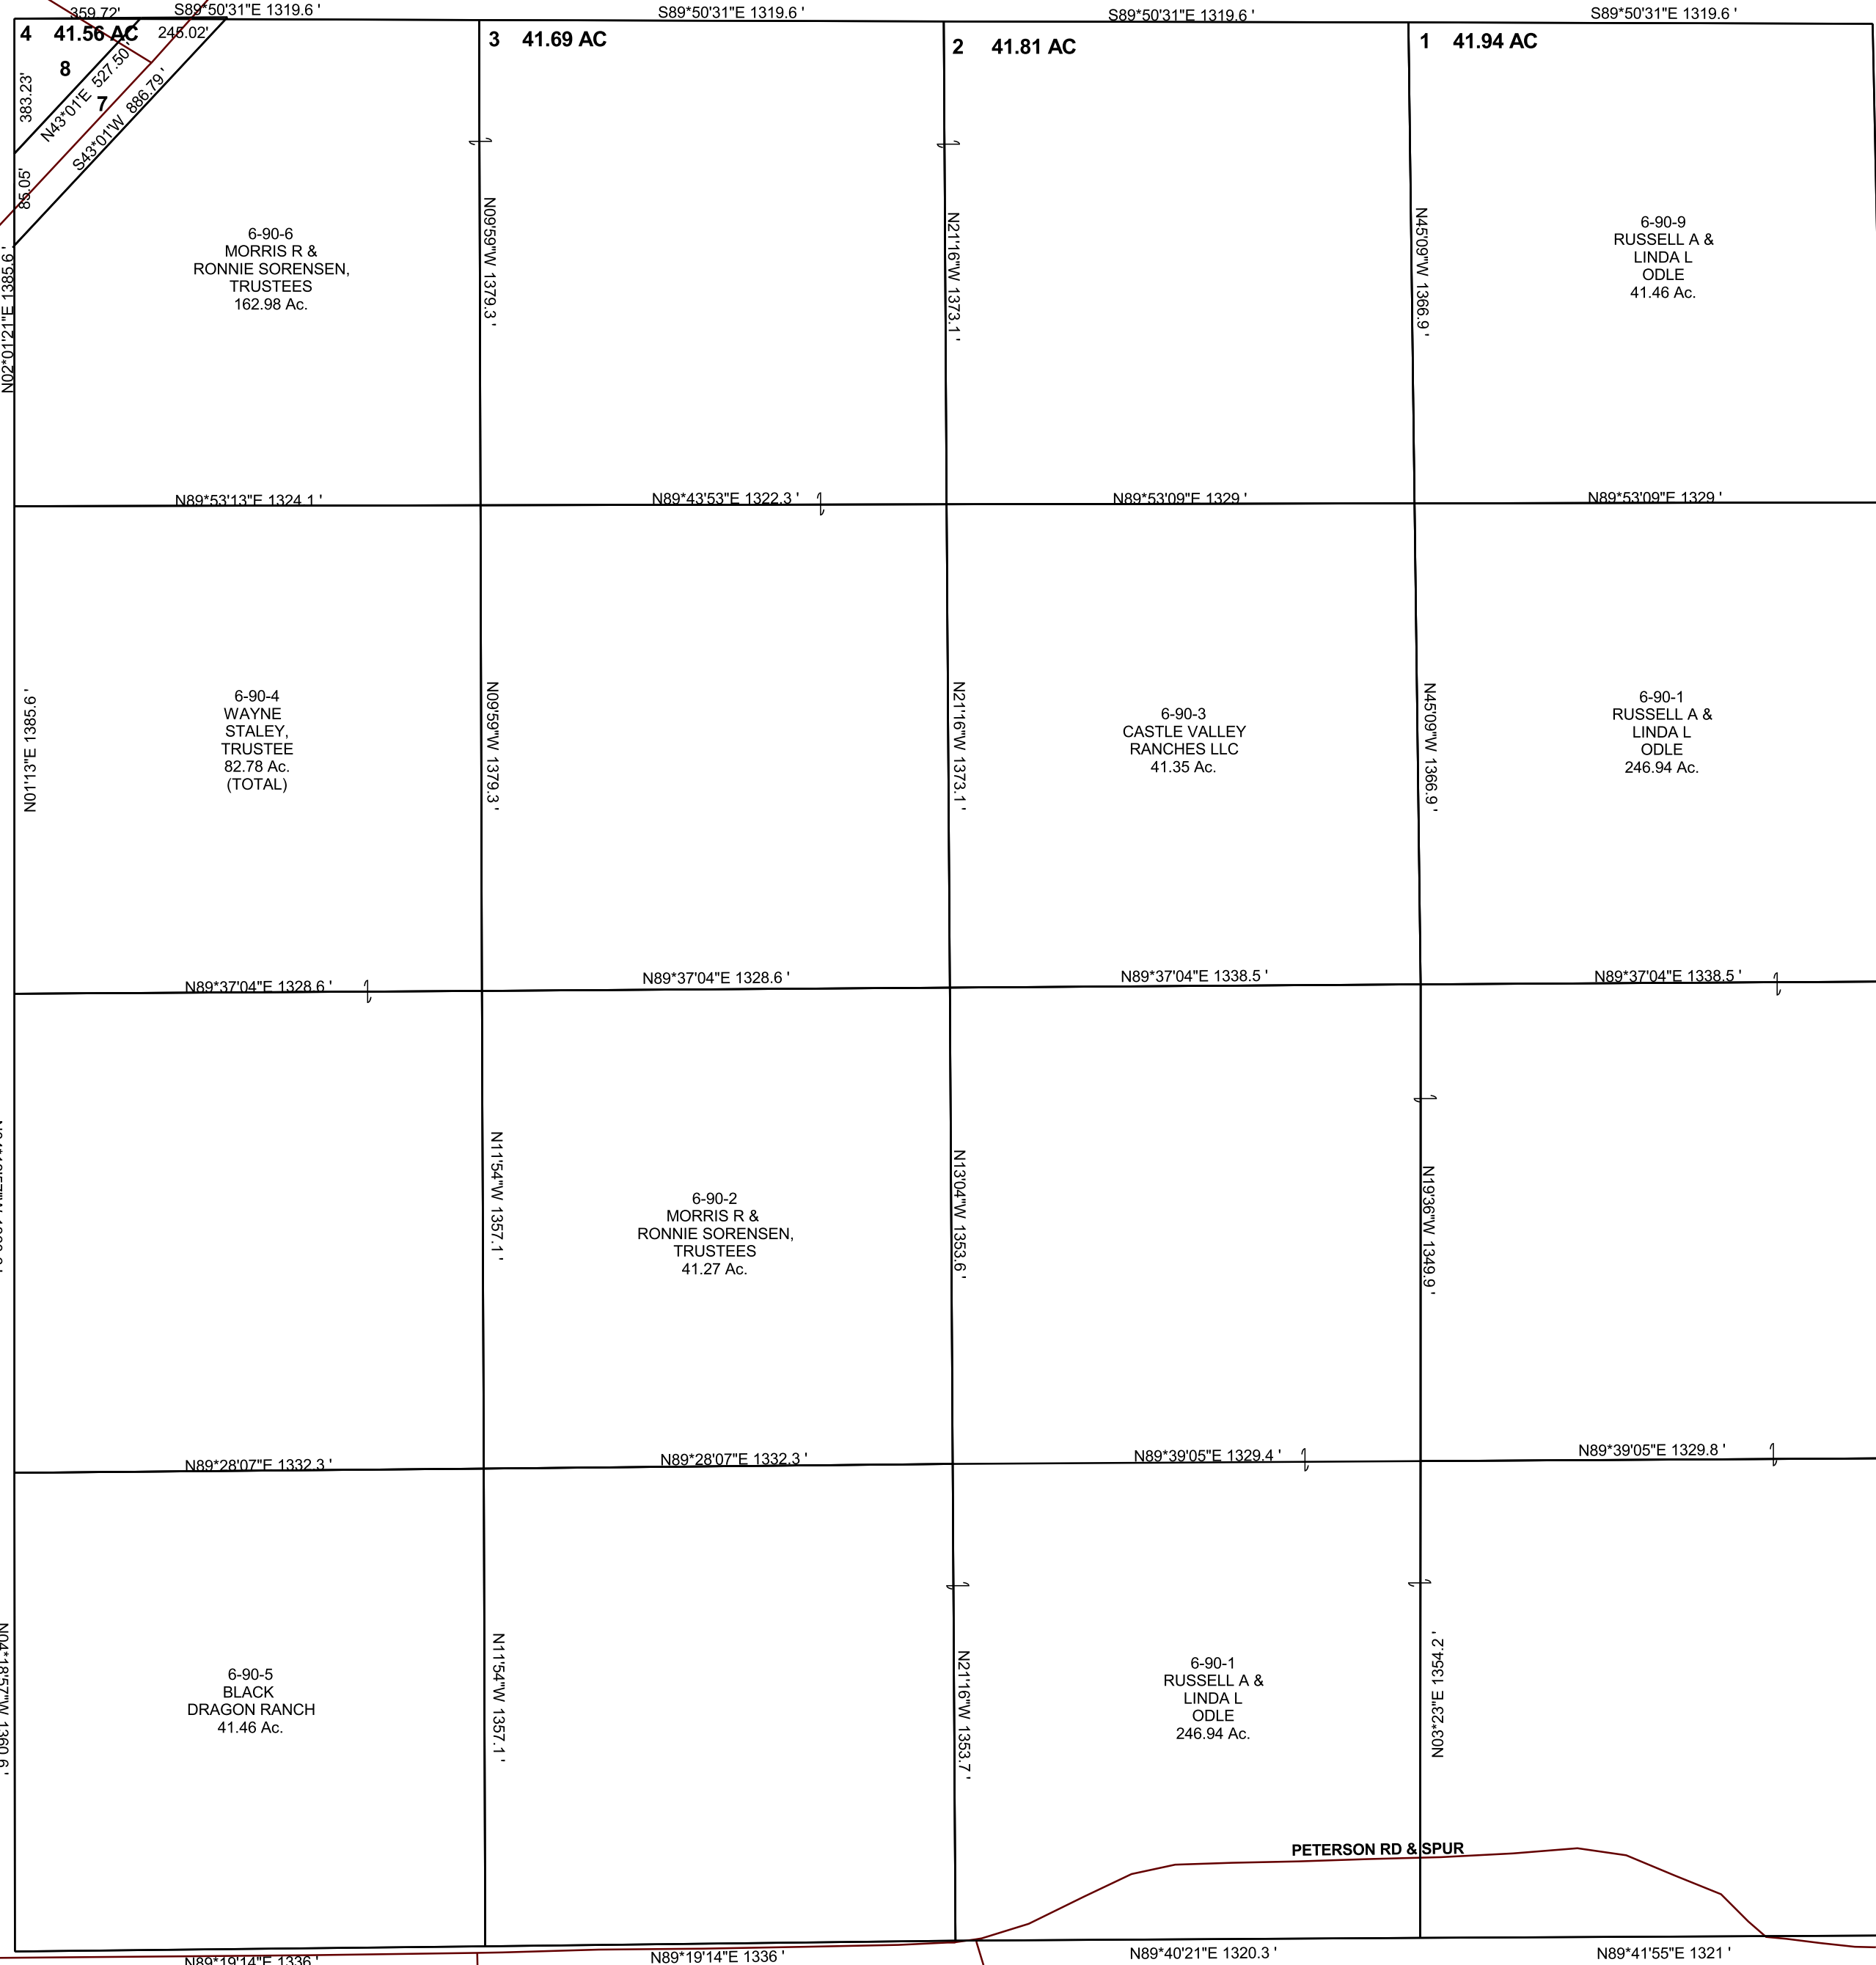 359.72'
S89*50'31"E 1319.6 '
S89*50'31"E 1319.6 '
S89*50'31"E 1319.6 '
S89*50'31"E 1319.6 '
4 41.56 AC
245.02'
3 41.69 AC
2 41.81 AC
1 41.94 AC
8
7
383.23'
N43*01'E 527.50'
S43*01'W 886.79 '
85.05'
N02*01'21"E 1385.6 '
6-90-6
MORRIS R &
RONNIE SORENSEN,
TRUSTEES
162.98 Ac.
N09'59"W 1379.3 '
N21'16"W 1373.1 '
N45'09"W 1366.9 '
6-90-9
RUSSELL A &
LINDA L
ODLE
41.46 Ac.
N89*53'13"E 1324.1 '
N89*43'53"E 1322.3 '
N89*53'09"E 1329 '
N89*53'09"E 1329 '
N01'13"E 1385.6 '
6-90-4
WAYNE
STALEY,
TRUSTEE
82.78 Ac.
(TOTAL)
N09'59"W 1379.3 '
N21'16"W 1373.1 '
6-90-3
CASTLE VALLEY
RANCHES LLC
41.35 Ac.
N45'09"W 1366.9 '
6-90-1
RUSSELL A &
LINDA L
ODLE
246.94 Ac.
N89*37'04"E 1328.6 '
N89*37'04"E 1328.6 '
N89*37'04"E 1338.5 '
N89*37'04"E 1338.5 '
N11'54"W 1357.1 '
6-90-2
MORRIS R &
RONNIE SORENSEN,
TRUSTEES
41.27 Ac.
N13'04"W 1353.6 '
N19'36"W 1349.9 '
N89*28'07"E 1332.3 '
N89*28'07"E 1332.3 '
N89*39'05"E 1329.4 '
N89*39'05"E 1329.8 '
N04*18'57"W 1360.6 '
6-90-5
BLACK
DRAGON RANCH
41.46 Ac.
N11'54"W 1357.1 '
N21'16"W 1353.7 '
6-90-1
RUSSELL A &
LINDA L
ODLE
246.94 Ac.
N03*23"E 1354.2 '
PETERSON RD & SPUR
N89*19'14"E 1336 '
N89*19'14"E 1336 '
N89*40'21"E 1320.3 '
N89*41'55"E 1321 '